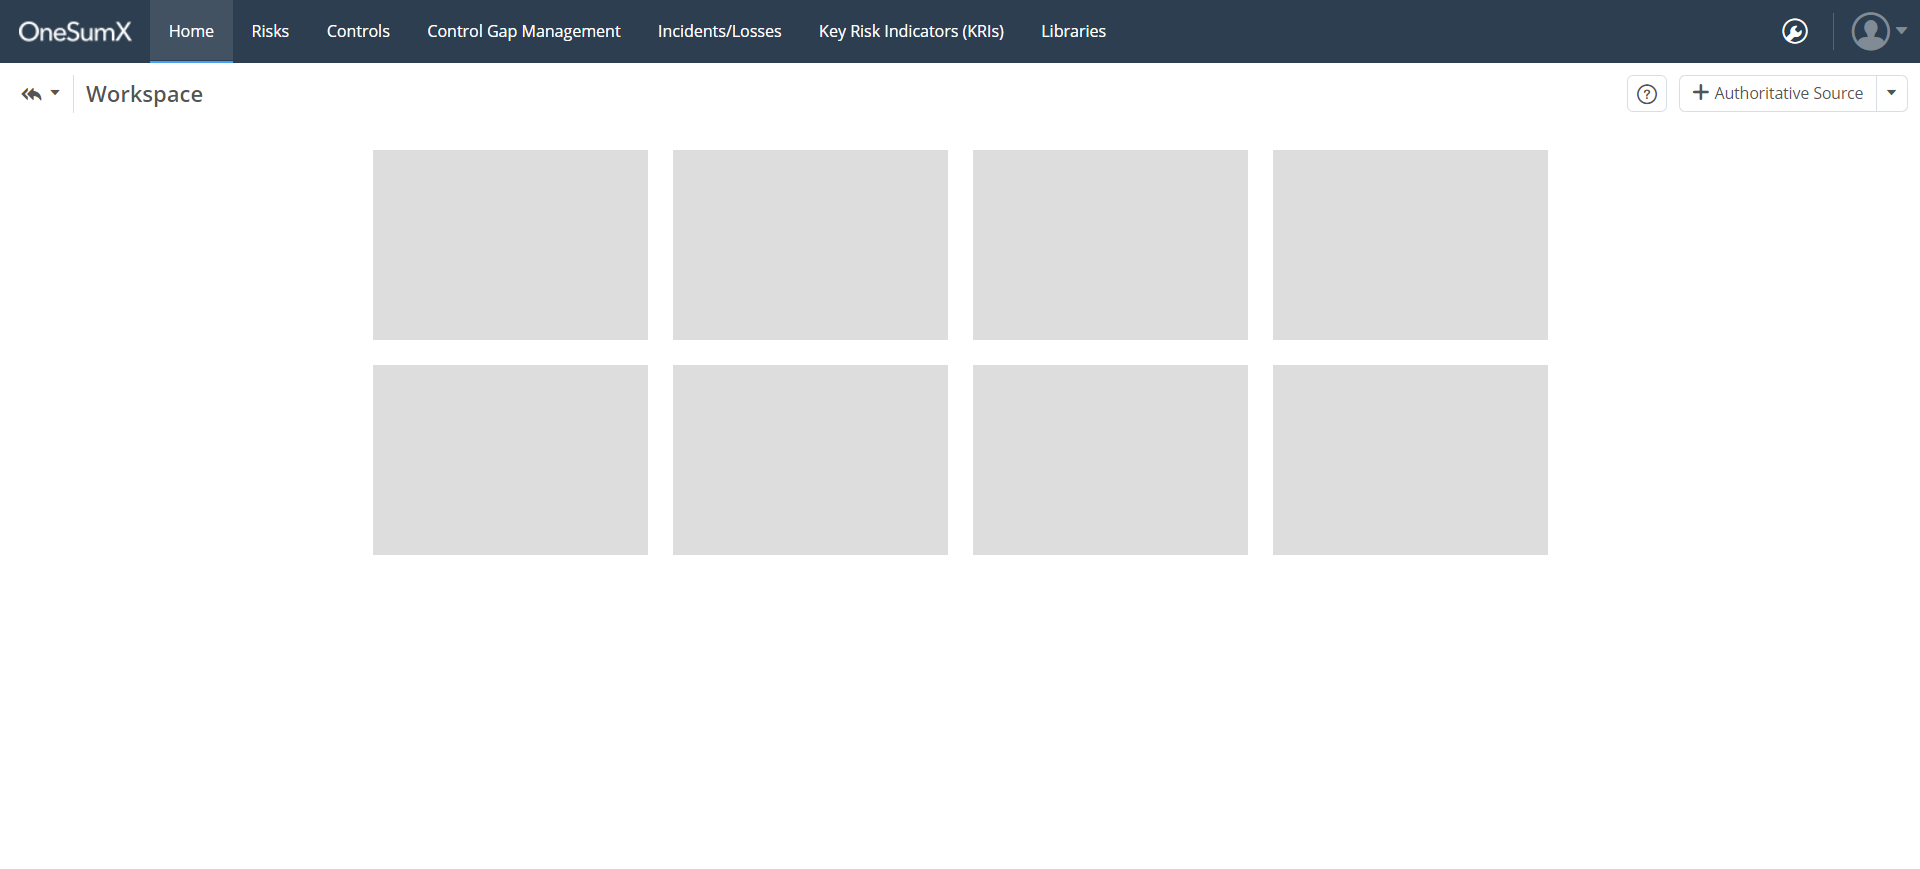 OneSumX Home Risks Controls Control Gap Management Incidents/Losses Key Risk Indicators (KRIs) Libraries
Workspace ? + Authoritative Source